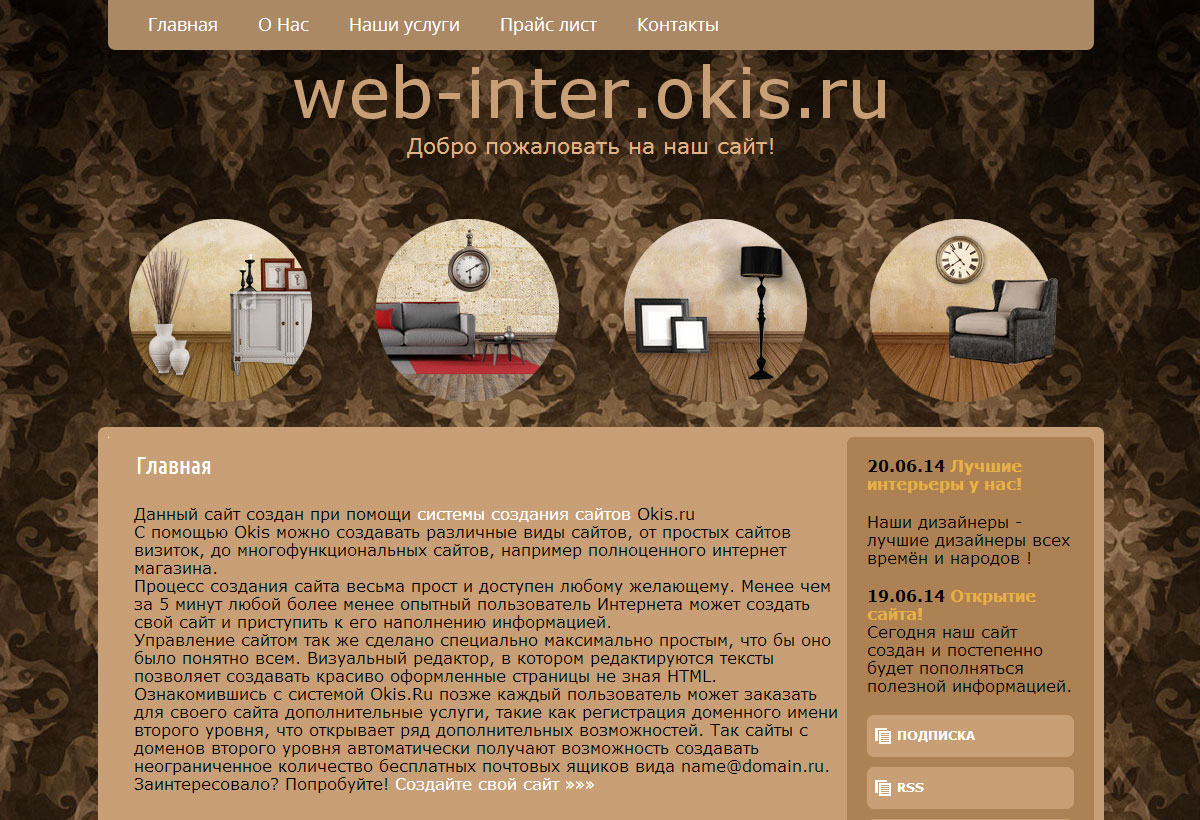 Главная О Нас Наши услуги Прайс лист Контакты
web-inter.okis.ru
Добро пожаловать на наш сайт!
Главная
Данный сайт создан при помощи системы создания сайтов Okis.ru
С помощью Okis можно создавать различные виды сайтов, от простых сайтов
визиток, до многофункциональных сайтов, например полноценного интернет
магазина.
Процесс создания сайта весьма прост и доступен любому желающему. Менее чем
за 5 минут любой более менее опытный пользователь Интернета может создать
свой сайт и приступить к его наполнению информацией.
Управление сайтом так же сделано специально максимально простым, что бы оно
было понятно всем. Визуальный редактор, в котором редактируются тексты
позволяет создавать красиво оформленные страницы не зная HTML.
Ознакомившись с системой Okis.Ru позже каждый пользователь может заказать
для своего сайта дополнительные услуги, такие как регистрация доменного имени
второго уровня, что открывает ряд дополнительных возможностей. Так сайты с
доменов второго уровня автоматически получают возможность создавать
неограниченное количество бесплатных почтовых ящиков вида name@domain.ru.
Заинтересовало? Попробуйте! Создайте свой сайт »»»
20.06.14 Лучшие
интерьеры у нас!
Наши дизайнеры -
лучшие дизайнеры всех
времён и народов !
19.06.14 Открытие
сайта!
Сегодня наш сайт
создан и постепенно
будет пополняться
полезной информацией.
ПОДПИСКА
RSS